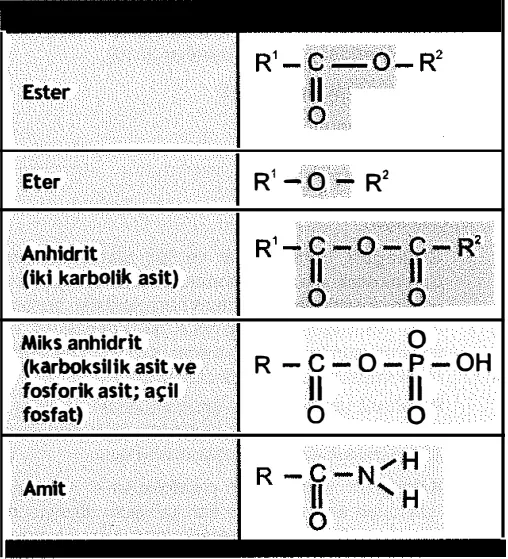 Ester
R¹ – C — O – R²
||
O
Eter
R¹ – O – R²
Anhidrit
(iki karbolik asit)
R¹ – C – O – C – R²
|| ||
O O
Miks anhidrit
(karboksilik asit ve
fosforik asit; açil
fosfat)
O
R – C – O – P – OH
|| ||
O O
Amit
R – C – N
H
H
||
O